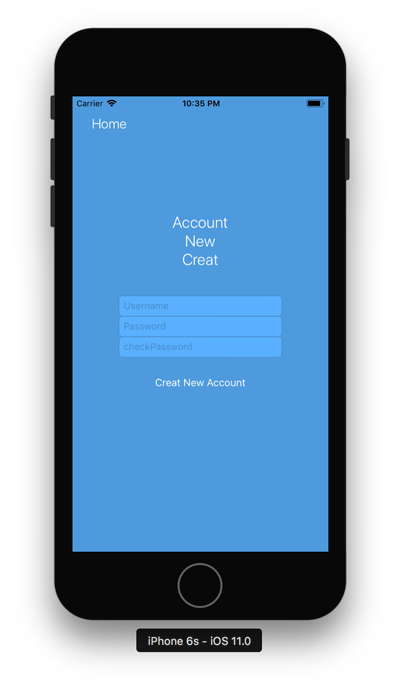 Carrier 10:35 PM
Home
Account
New
Creat
Username
Password
checkPassword
Creat New Account
iPhone 6s - iOS 11.0